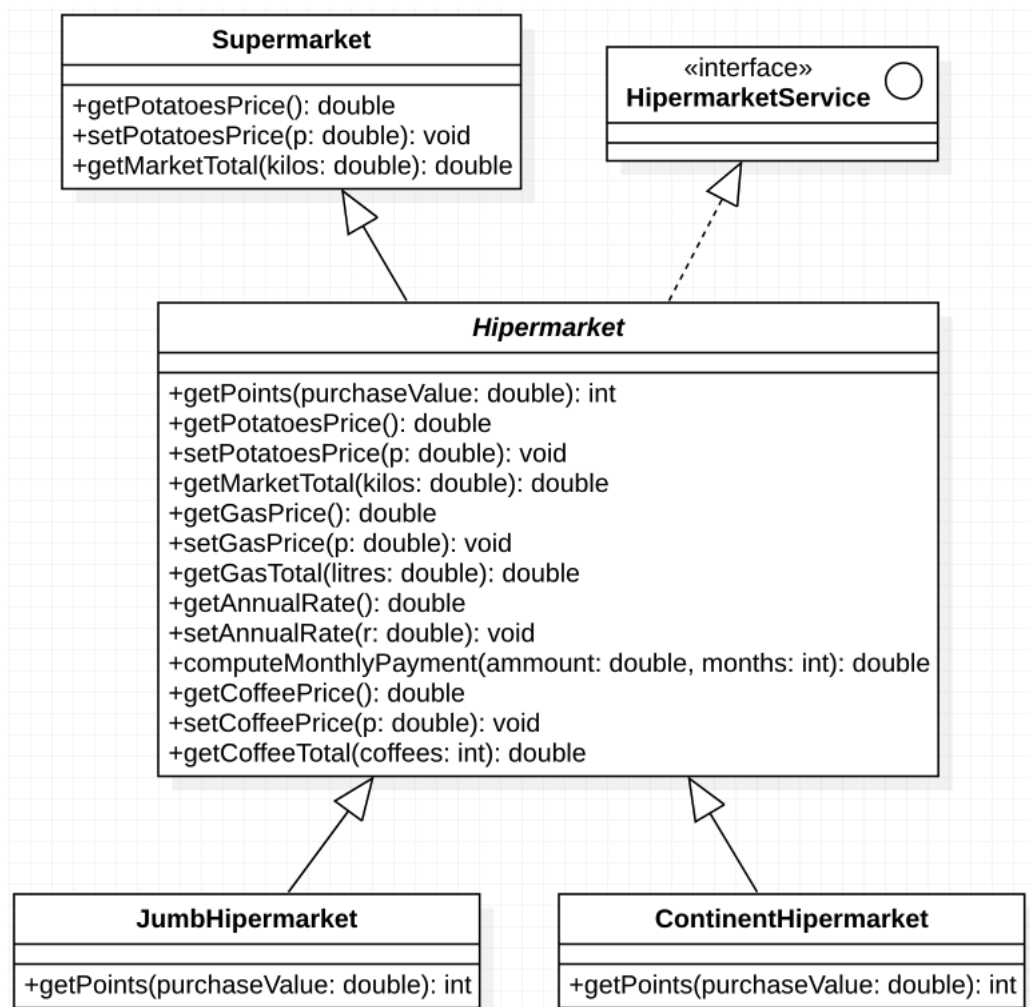 Supermarket
+getPotatoesPrice(): double
+setPotatoesPrice(p: double): void
+getMarketTotal(kilos: double): double
«interface»
HipermarketService
Hipermarket
+getPoints(purchaseValue: double): int
+getPotatoesPrice(): double
+setPotatoesPrice(p: double): void
+getMarketTotal(kilos: double): double
+getGasPrice(): double
+setGasPrice(p: double): void
+getGasTotal(litres: double): double
+getAnnualRate(): double
+setAnnualRate(r: double): void
+computeMonthlyPayment(ammount: double, months: int): double
+getCoffeePrice(): double
+setCoffeePrice(p: double): void
+getCoffeeTotal(coffees: int): double
JumbHipermarket
+getPoints(purchaseValue: double): int
ContinentHipermarket
+getPoints(purchaseValue: double): int